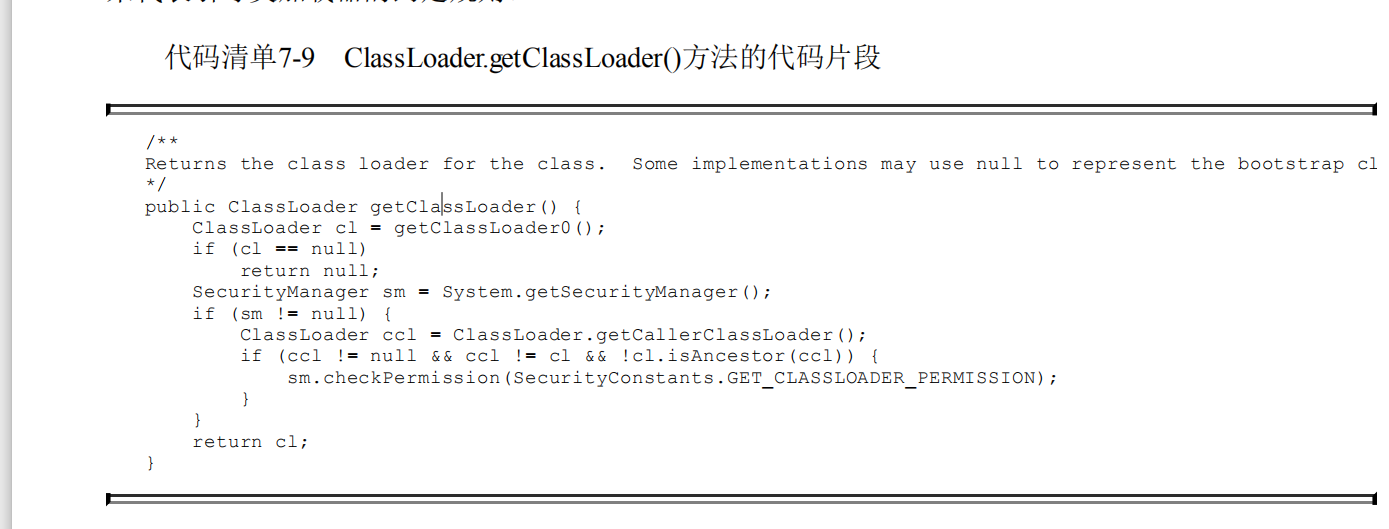 代码清单7-9 ClassLoader.getClassLoader()方法的代码片段
/**
Returns the class loader for the class.  Some implementations may use null to represent the bootstrap cl
*/
public ClassLoader getClassLoader() {
    ClassLoader cl = getClassLoader0();
    if (cl == null)
        return null;
    SecurityManager sm = System.getSecurityManager();
    if (sm != null) {
        ClassLoader ccl = ClassLoader.getCallerClassLoader();
        if (ccl != null && ccl != cl && !cl.isAncestor(ccl)) {
            sm.checkPermission(SecurityConstants.GET_CLASSLOADER_PERMISSION);
        }
    }
    return cl;
}